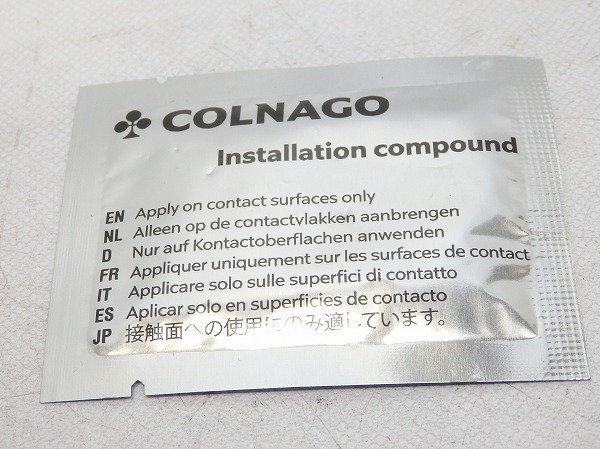 COLNAGO
Installation compound
EN Apply on contact surfaces only
NL Alleen op de contactvlakken aanbrengen
D Nur auf Kontactoberflachen anwenden
FR Appliquer uniquement sur les surfaces de contact
IT Applicare solo sulle superfici di contatto
ES Aplicar solo en superficies de contacto
JP 接触面への使用にのみ適しています。